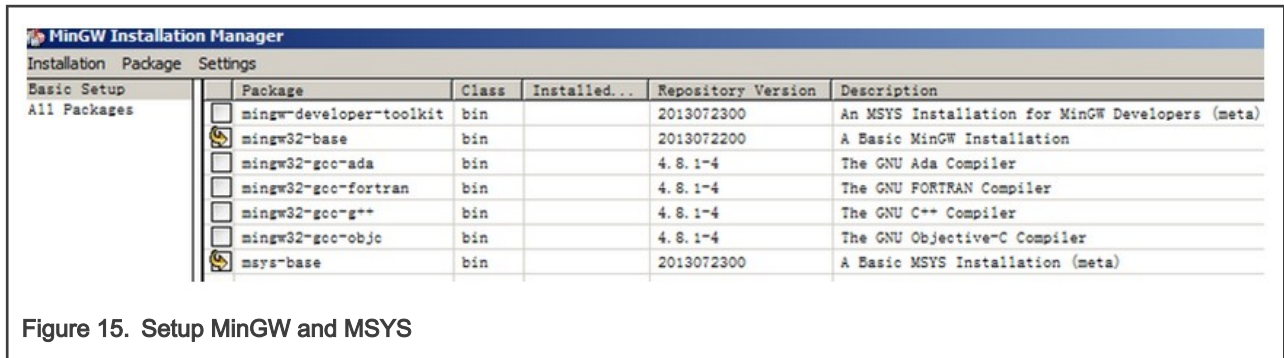 MinGW Installation Manager
Installation Package Settings
Basic Setup
All Packages
Package Class Installed... Repository Version Description
mingw-developer-toolkit bin 2013072300 An MSYS Installation for MinGW Developers (meta)
mingw32-base bin 2013072200 A Basic MinGW Installation
mingw32-gcc-ada bin 4.8.1-4 The GNU Ada Compiler
mingw32-gcc-fortran bin 4.8.1-4 The GNU FORTRAN Compiler
mingw32-gcc-g++ bin 4.8.1-4 The GNU C++ Compiler
mingw32-gcc-objc bin 4.8.1-4 The GNU Objective-C Compiler
msys-base bin 2013072300 A Basic MSYS Installation (meta)
Figure 15. Setup MinGW and MSYS